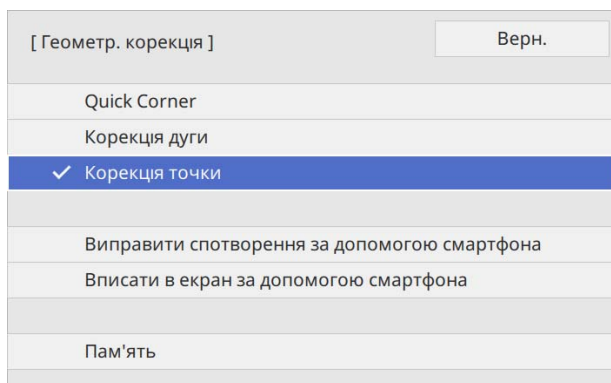 [ Геометр. корекція ]
Верн.
Quick Corner
Корекція дуги
Корекція точки
Виправити спотворення за допомогою смартфона
Вписати в екран за допомогою смартфона
Пам'ять